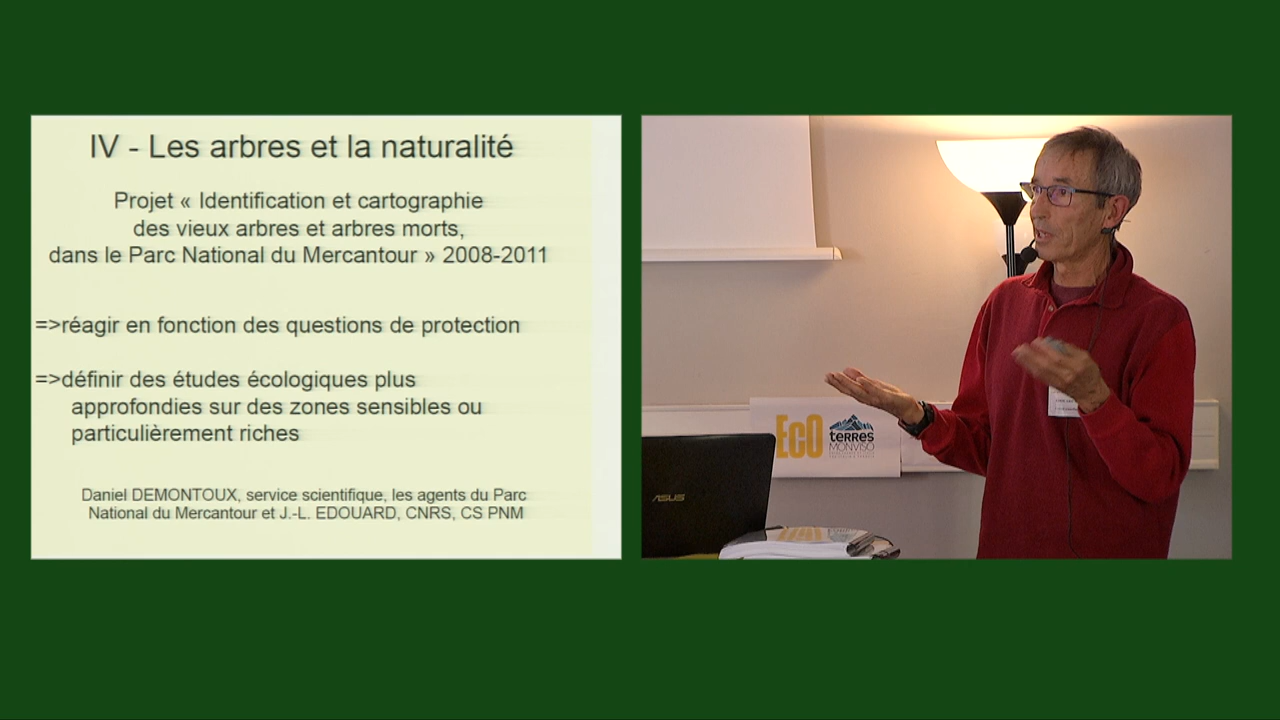 IV - Les arbres et la naturalité
Projet « Identification et cartographie
des vieux arbres et arbres morts,
dans le Parc National du Mercantour » 2008-2011
=>réagir en fonction des questions de protection
=>définir des études écologiques plus
approfondies sur des zones sensibles ou
particulièrement riches
Daniel DEMONTOUX, service scientifique, les agents du Parc
National du Mercantour et J.-L. EDOUARD, CNRS, CS PNM
EcO
terres
MONVISO
ASUS